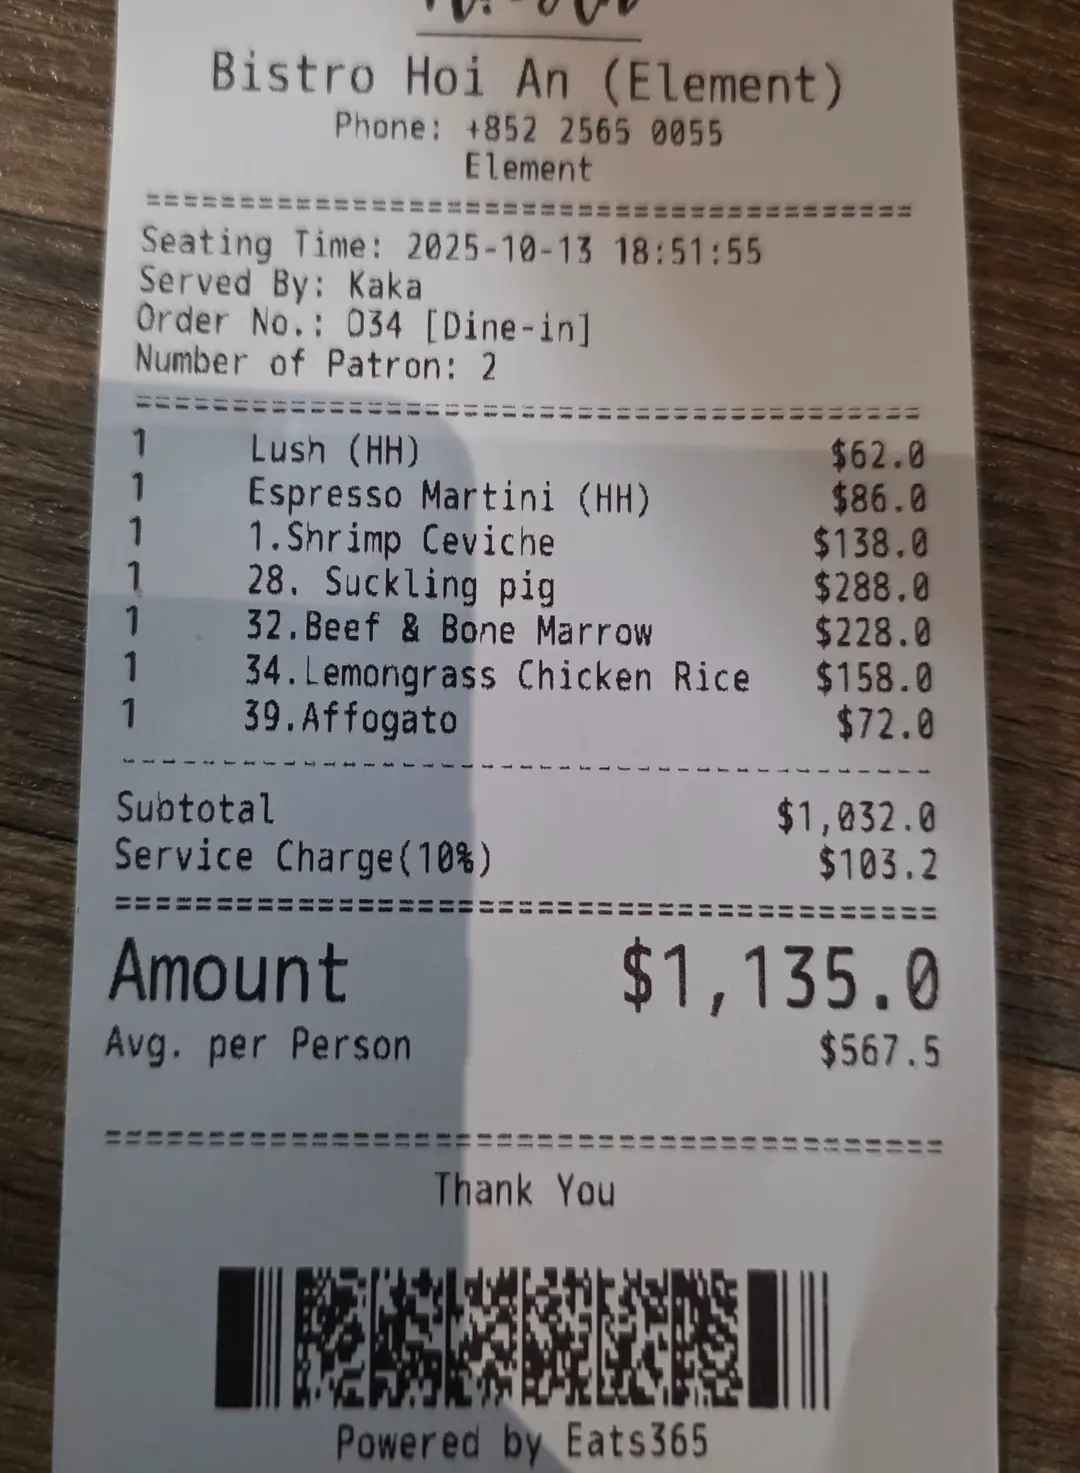 Bistro Hoi An (Element)
Phone: +852 2565 0055
Element
=========================================
Seating Time: 2025-10-13 18:51:55
Served By: Kaka
Order No.: 034 [Dine-in]
Number of Patron: 2
=========================================
1 Lush (HH) $62.0
1 Espresso Martini (HH) $86.0
1 1.Shrimp Ceviche $138.0
1 28. Suckling pig $288.0
1 32.Beef & Bone Marrow $228.0
1 34.Lemongrass Chicken Rice $158.0
1 39.Affogato $72.0
-----------------------------------------
Subtotal $1,032.0
Service Charge(10%) $103.2
=========================================
Amount $1,135.0
Avg. per Person $567.5
=========================================
Thank You
Powered by Eats365